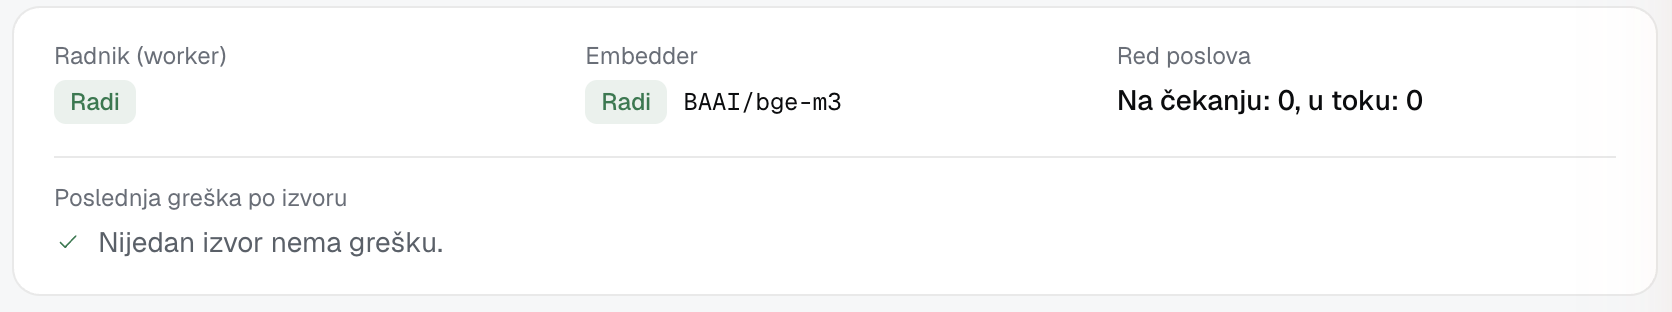 Radnik (worker)
Radi
Embedder
Radi BAAI/bge-m3
Red poslova
Na čekanju: 0, u toku: 0
Poslednja greška po izvoru
Nijedan izvor nema grešku.